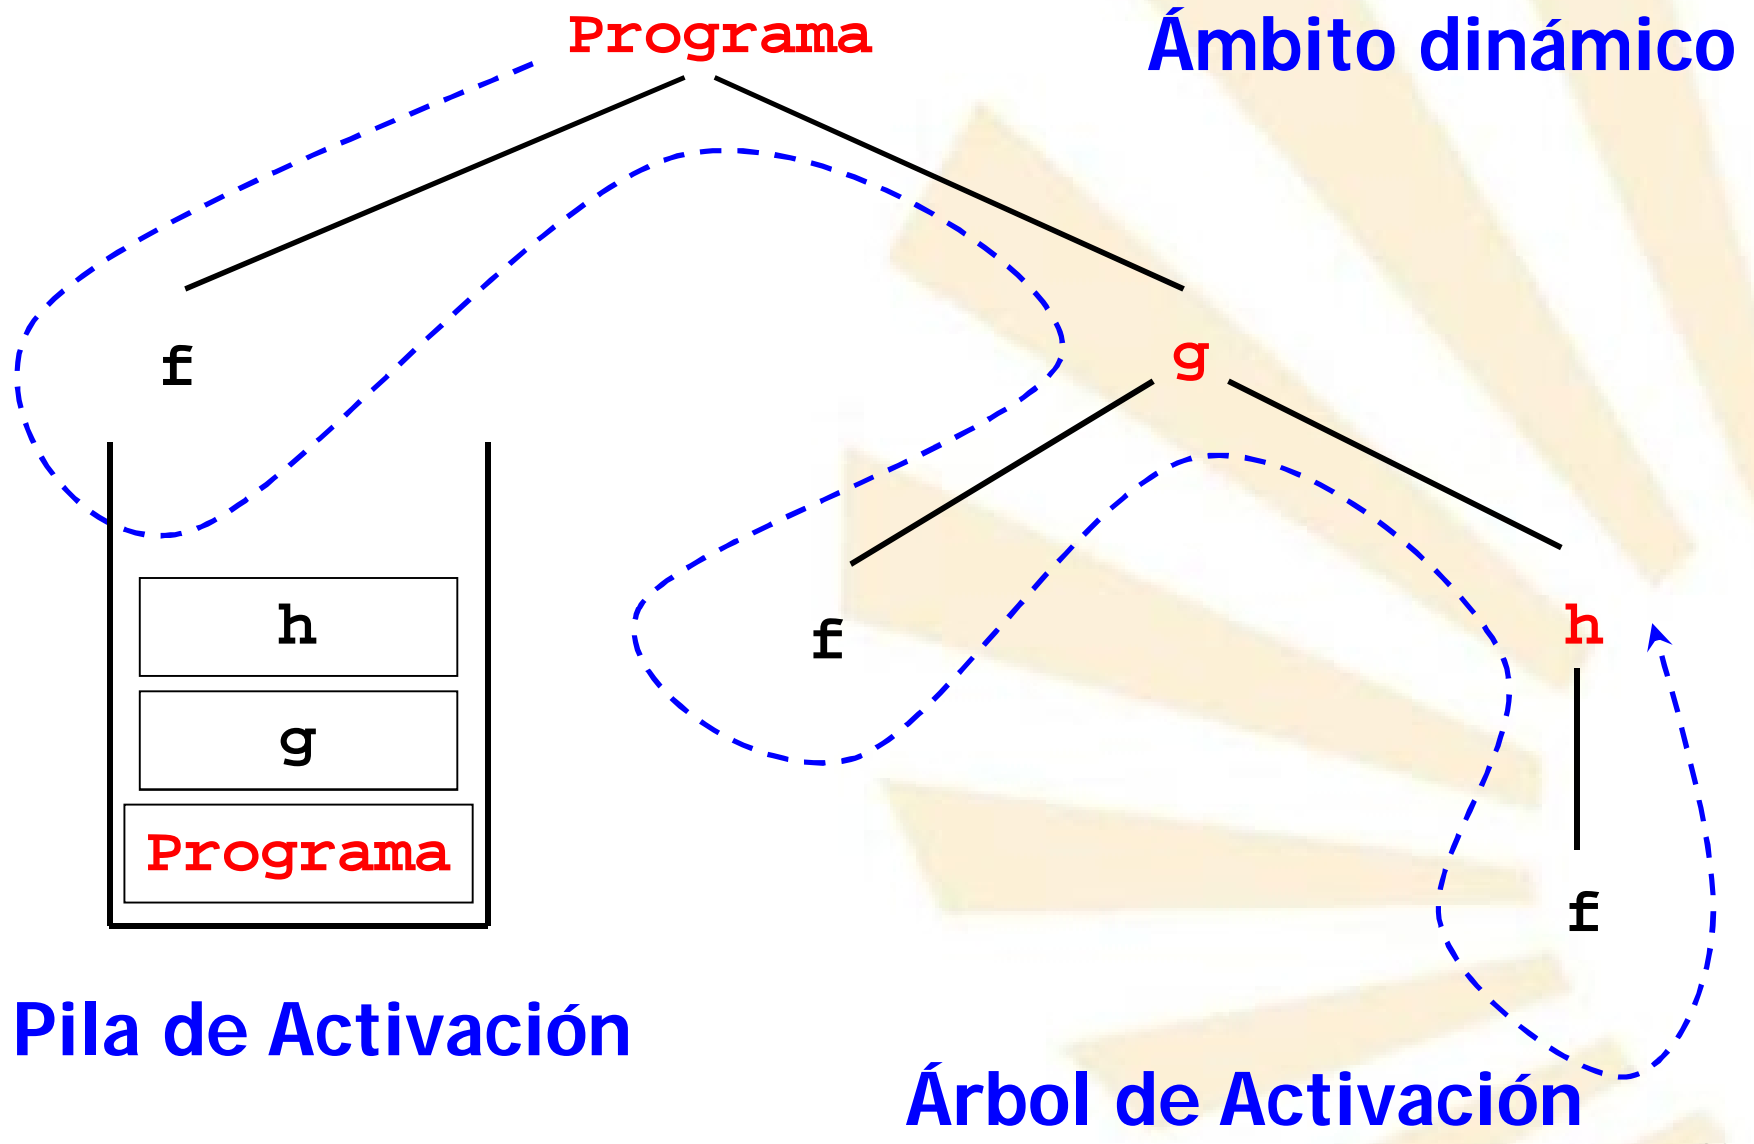 Programa
Ámbito dinámico
f
g
f
h
h
g
Programa
f
Pila de Activación
Árbol de Activación